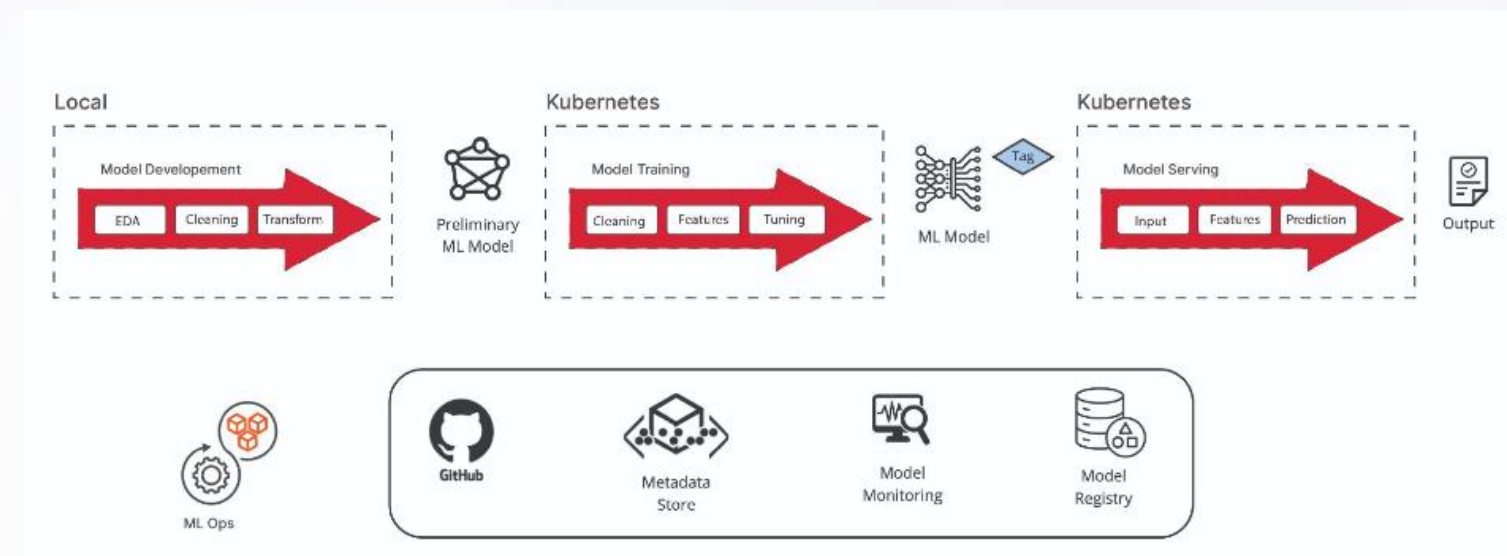 Local
Kubernetes
Kubernetes
Model Developement
EDA
Cleaning
Transform
Preliminary
ML Model
Model Training
Cleaning
Features
Tuning
ML Model
Tag
Model Serving
Input
Features
Prediction
Output
ML Ops
GitHub
Metadata
Store
Model
Monitoring
Model
Registry